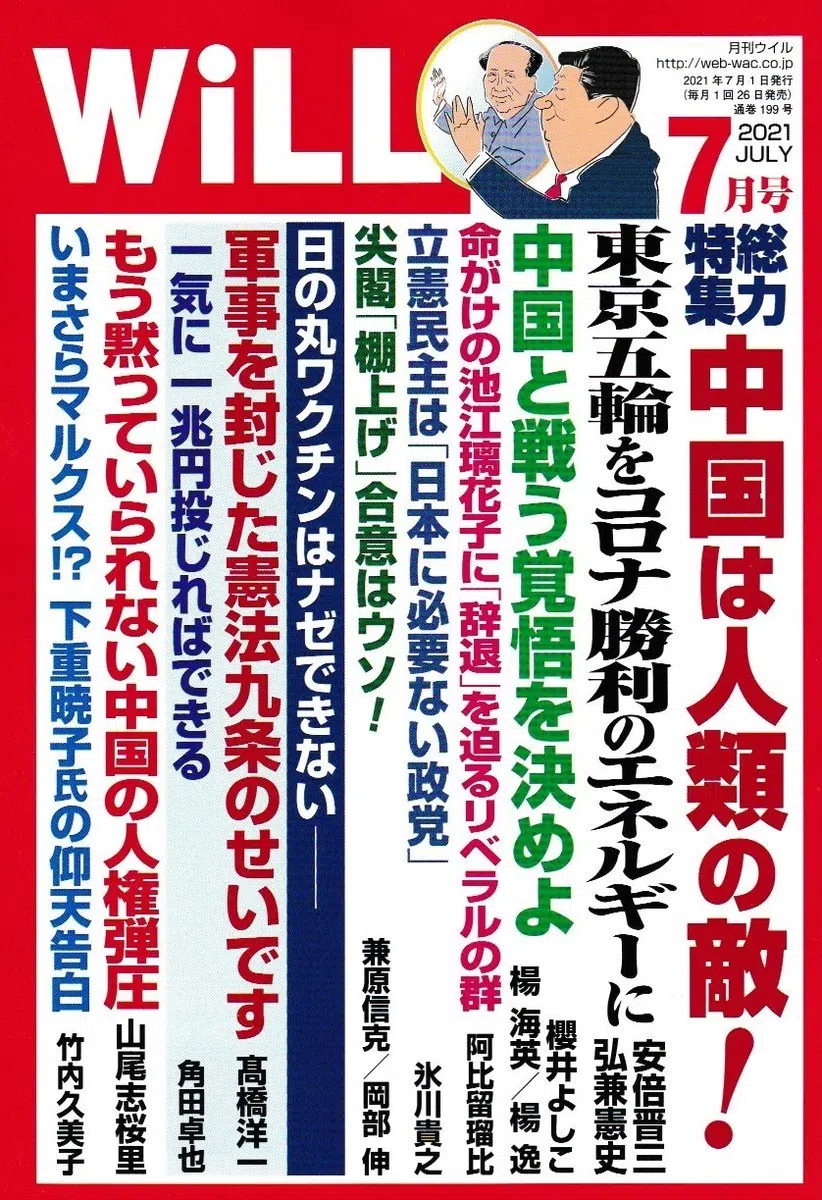 WiLL
月刊ウイル
http://web-wac.co.jp
2021年7月1日発行
(毎月1回26日発売)
通巻199号
2021
JULY
7月号
総力
特集
中国は人類の敵!
東京五輪をコロナ勝利のエネルギーに
安倍晋三
弘兼憲史
中国と戦う覚悟を決めよ
櫻井よしこ
楊 海英/楊 逸
命がけの池江璃花子に「辞退」を迫るリベラルの群
阿比留瑠比
立憲民主は「日本に必要ない政党」
氷川貴之
尖閣「棚上げ」合意はウソ!
兼原信克/岡部 伸
日の丸ワクチンはナゼできない――
軍事を封じた憲法九条のせいです
髙橋洋一
一気に一兆円投じればできる
角田卓也
もう黙っていられない中国の人権弾圧
山尾志桜里
いまさらマルクス!? 下重暁子氏の仰天告白
竹内久美子